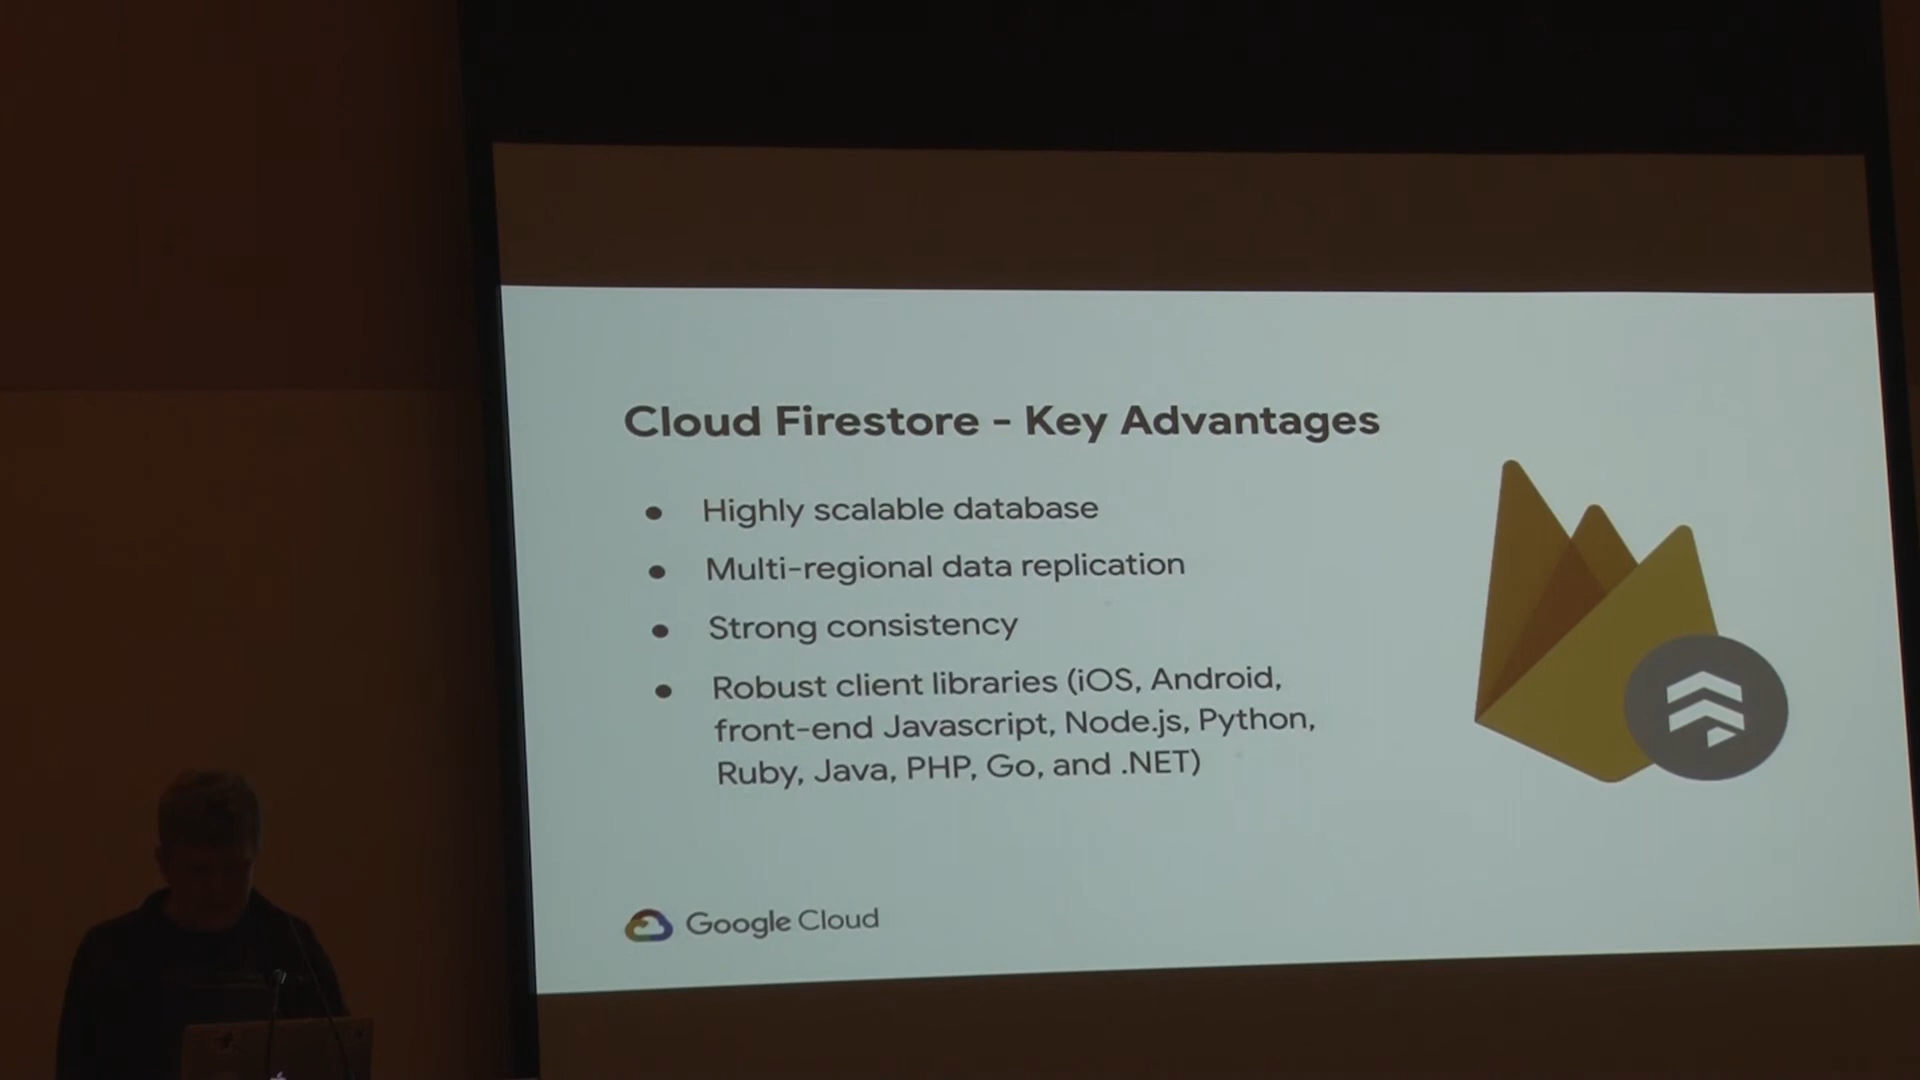 Cloud Firestore - Key Advantages
● Highly scalable database
● Multi-regional data replication
● Strong consistency
● Robust client libraries (iOS, Android,
front-end Javascript, Node.js, Python,
Ruby, Java, PHP, Go, and .NET)
Google Cloud